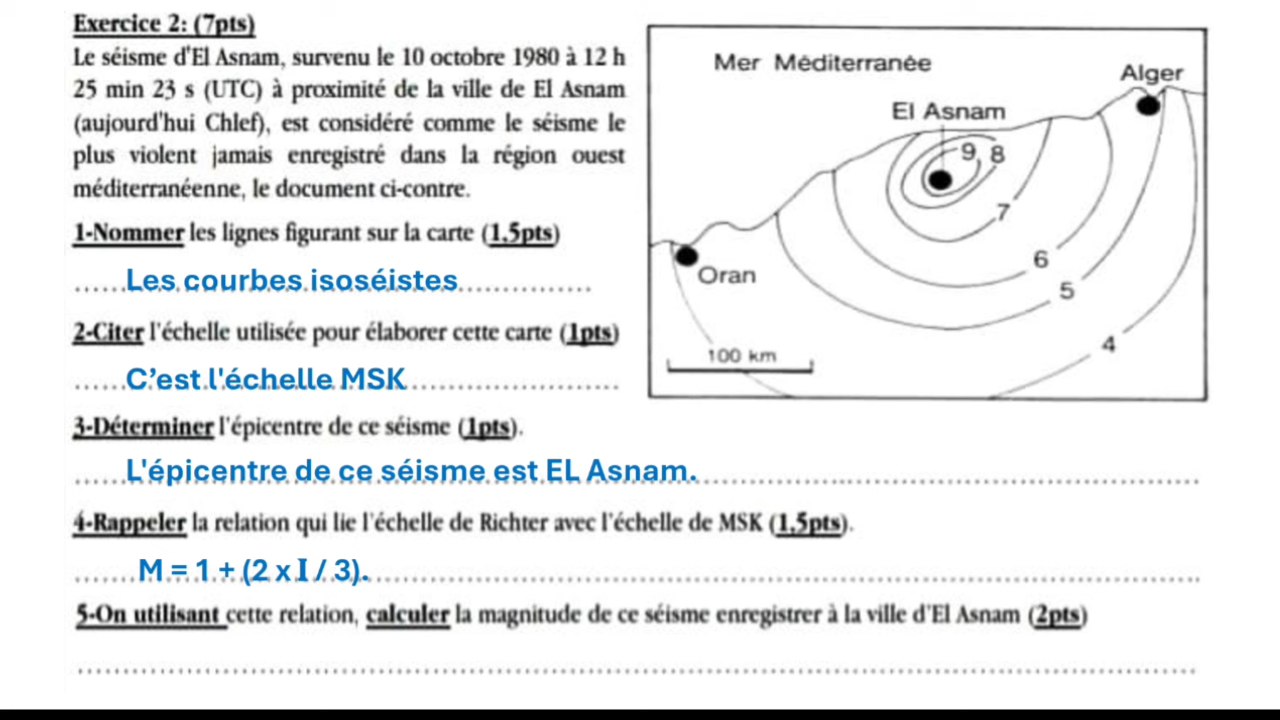 Exercice 2: (7pts)
Le séisme d'El Asnam, survenu le 10 octobre 1980 à 12 h
25 min 23 s (UTC) à proximité de la ville de El Asnam
(aujourd'hui Chlef), est considéré comme le séisme le
plus violent jamais enregistré dans la région ouest
méditerranéenne, le document ci-contre.
1-Nommer les lignes figurant sur la carte (1,5pts)
......Les courbes isoséistes...............
2-Citer l'échelle utilisée pour élaborer cette carte (1pts)
......C’est l'échelle MSK........................
3-Déterminer l'épicentre de ce séisme (1pts).
......L'épicentre de ce séisme est EL Asnam.............................................................
4-Rappeler la relation qui lie l'échelle de Richter avec l'échelle de MSK (1,5pts).
.......M = 1 + (2 x I / 3)...................................................................................................
5-On utilisant cette relation, calculer la magnitude de ce séisme enregistrer à la ville d'El Asnam (2pts)
....................................................................................................................................
Mer Méditerranée
Alger
El Asnam
9 8
7
6
5
4
Oran
100 km